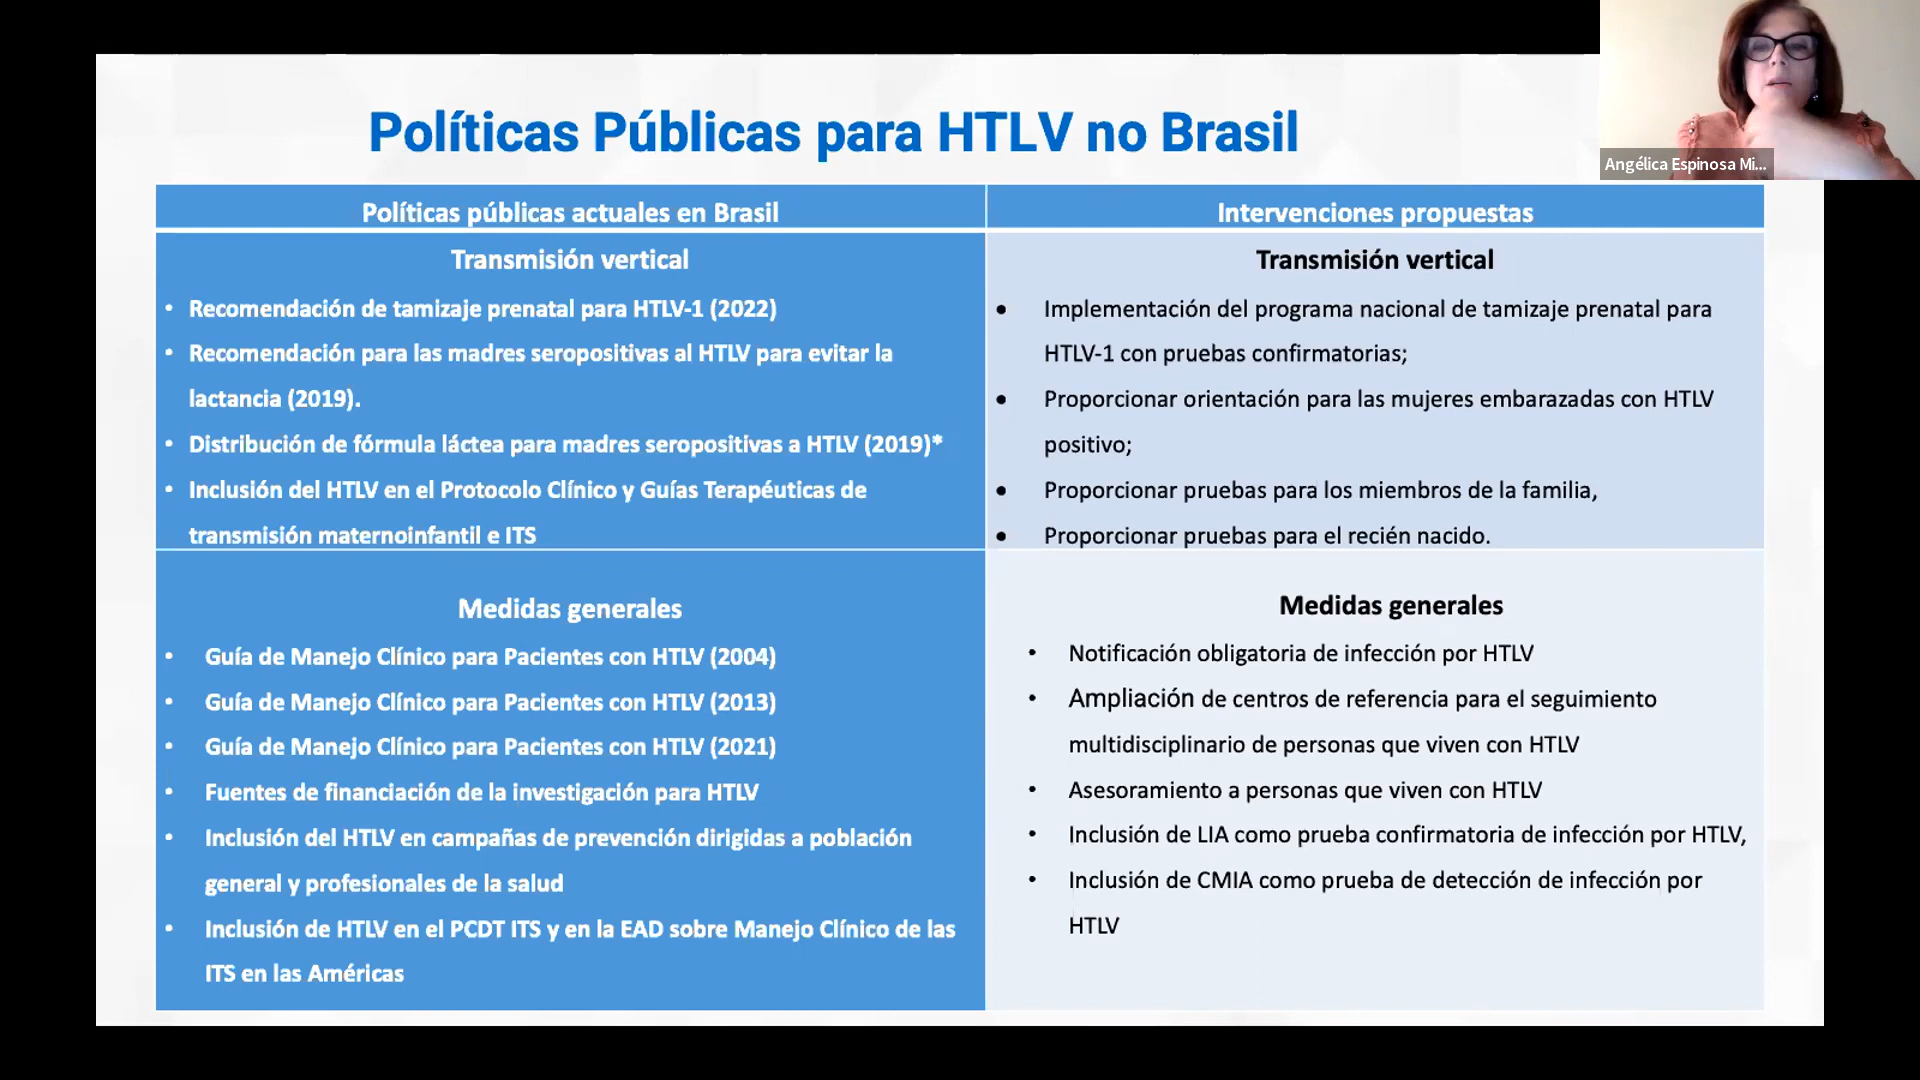 Políticas Públicas para HTLV no Brasil
Angélica Espinosa Mi...
Políticas públicas actuales en Brasil
Intervenciones propuestas
Transmisión vertical
• Recomendación de tamizaje prenatal para HTLV-1 (2022)
• Recomendación para las madres seropositivas al HTLV para evitar la
lactancia (2019).
• Distribución de fórmula láctea para madres seropositivas a HTLV (2019)*
• Inclusión del HTLV en el Protocolo Clínico y Guías Terapéuticas de
transmisión maternoinfantil e ITS
Transmisión vertical
• Implementación del programa nacional de tamizaje prenatal para
HTLV-1 con pruebas confirmatorias;
• Proporcionar orientación para las mujeres embarazadas con HTLV
positivo;
• Proporcionar pruebas para los miembros de la familia,
• Proporcionar pruebas para el recién nacido.
Medidas generales
• Guía de Manejo Clínico para Pacientes con HTLV (2004)
• Guía de Manejo Clínico para Pacientes con HTLV (2013)
• Guía de Manejo Clínico para Pacientes con HTLV (2021)
• Fuentes de financiación de la investigación para HTLV
• Inclusión del HTLV en campañas de prevención dirigidas a población
general y profesionales de la salud
• Inclusión de HTLV en el PCDT ITS y en la EAD sobre Manejo Clínico de las
ITS en las Américas
Medidas generales
• Notificación obligatoria de infección por HTLV
• Ampliación de centros de referencia para el seguimiento
multidisciplinario de personas que viven con HTLV
• Asesoramiento a personas que viven con HTLV
• Inclusión de LIA como prueba confirmatoria de infección por HTLV,
• Inclusión de CMIA como prueba de detección de infección por
HTLV